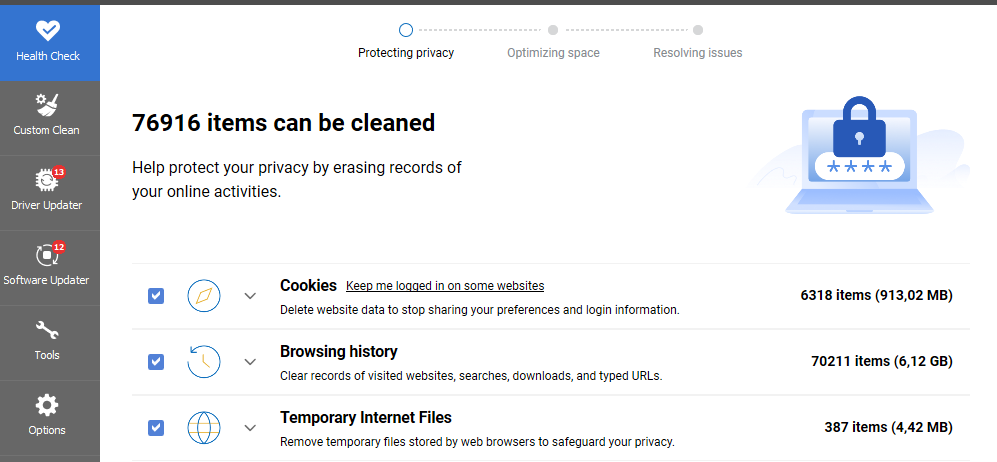 Health Check
Custom Clean
13
Driver Updater
12
Software Updater
Tools
Options
Protecting privacy
Optimizing space
Resolving issues
76916 items can be cleaned
Help protect your privacy by erasing records of
your online activities.
****
Cookies Keep me logged in on some websites
Delete website data to stop sharing your preferences and login information.
6318 items (913,02 MB)
Browsing history
Clear records of visited websites, searches, downloads, and typed URLs.
70211 items (6,12 GB)
Temporary Internet Files
Remove temporary files stored by web browsers to safeguard your privacy.
387 items (4,42 MB)